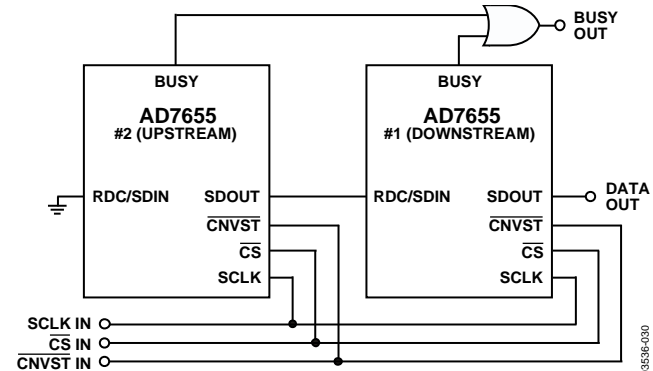 BUSY
OUT
BUSY
BUSY
AD7655
#2 (UPSTREAM)
AD7655
#1 (DOWNSTREAM)
RDC/SDIN
SDOUT
RDC/SDIN
SDOUT
DATA
OUT
CNVST
CNVST
CS
CS
SCLK
SCLK
SCLK IN
CS IN
CNVST IN
3536-030